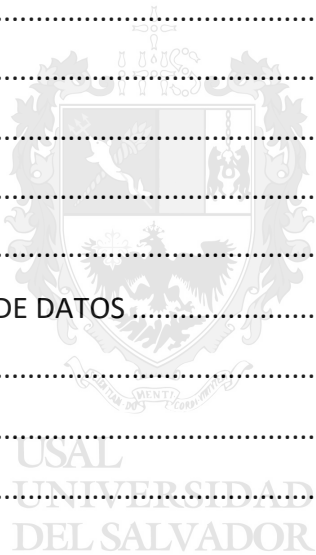 DE DATOS ....................
USAL
UNIVERSIDAD
DEL SALVADOR